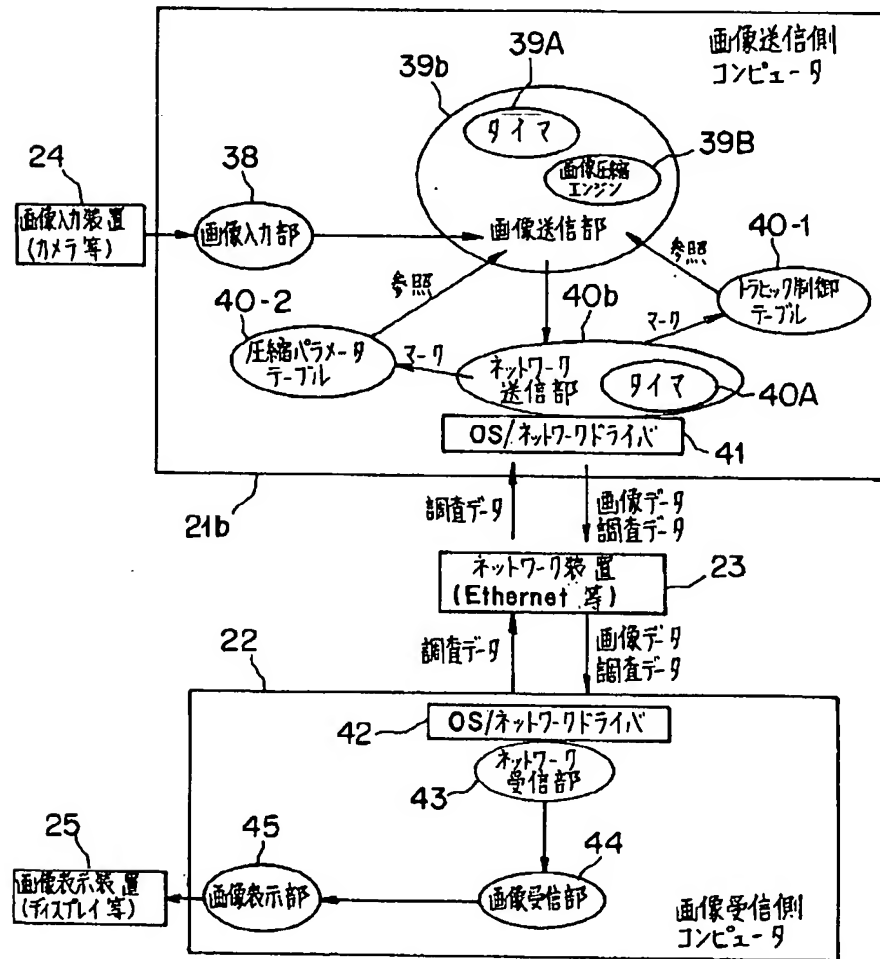 画像送信側
コンピュータ
39A
39b
タイマ
39B
画像圧縮
エンジン
24
38
画像入力装置
(カメラ等)
画像入力部
画像送信部
40-1
参照
参照
トラヒック制御
テーブル
40-2
40b
マーク
圧縮パラメータ
テーブル
マーク
ネットワーク
送信部
タイマ
40A
OS/ネットワークドライバ
41
21b
調査データ
画像データ
調査データ
ネットワーク装置
(Ethernet 等)
23
調査データ
画像データ
調査データ
22
42
OS/ネットワークドライバ
ネットワーク
受信部
43
25
45
44
画像表示装置
(ディスプレイ等)
画像表示部
画像受信部
画像受信側
コンピュータ